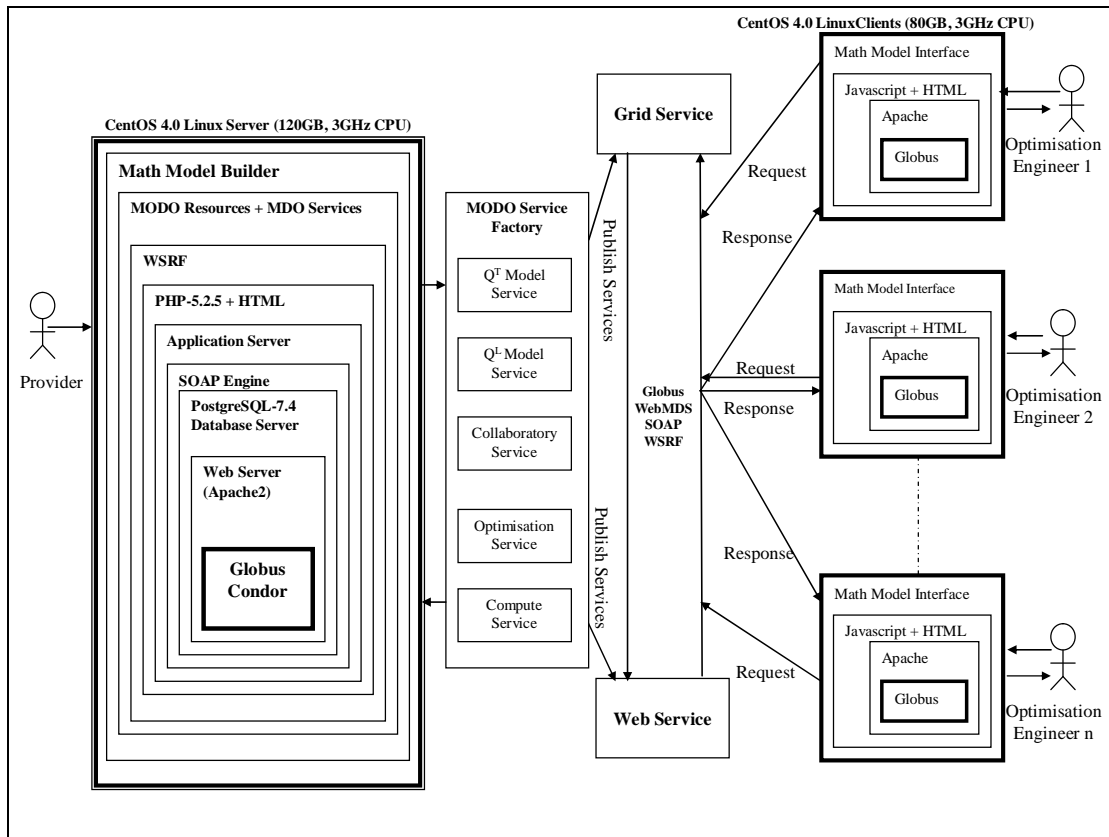 CentOS 4.0 LinuxClients (80GB, 3GHz CPU)
CentOS 4.0 Linux Server (120GB, 3GHz CPU)
Provider
Math Model Builder
MODO Resources + MDO Services
WSRF
PHP-5.2.5 + HTML
Application Server
SOAP Engine
PostgreSQL-7.4
Database Server
Web Server
(Apache2)
Globus
Condor
MODO Service
Factory
Qᵀ Model
Service
Qᴸ Model
Service
Collaboratory
Service
Optimisation
Service
Compute
Service
Publish Services
Publish Services
Grid Service
Globus
WebMDS
SOAP
WSRF
Web Service
Request
Response
Request
Response
Response
Request
Math Model Interface
Javascript + HTML
Apache
Globus
Optimisation
Engineer 1
Math Model Interface
Javascript + HTML
Apache
Globus
Optimisation
Engineer 2
Math Model Interface
Javascript + HTML
Apache
Globus
Optimisation
Engineer n